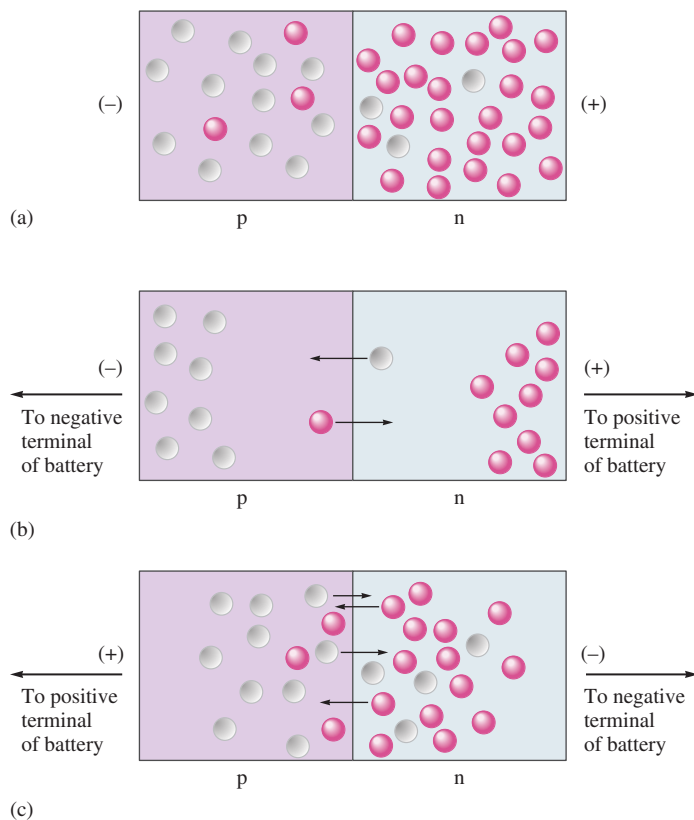 (–)
(+)
p
n
(a)
(–)
(+)
To negative
terminal
of battery
To positive
terminal
of battery
p
n
(b)
(+)
(–)
To positive
terminal
of battery
To negative
terminal
of battery
p
n
(c)